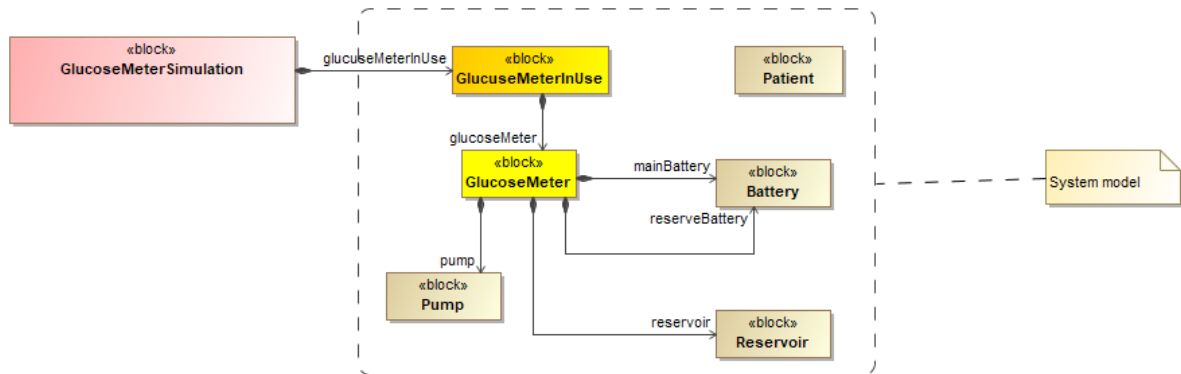 «block»
GlucoseMeterSimulation
glucuseMeterInUse
«block»
GlucuseMeterInUse
«block»
Patient
glucoseMeter
«block»
GlucoseMeter
mainBattery
«block»
Battery
reserveBattery
System model
pump
«block»
Pump
reservoir
«block»
Reservoir